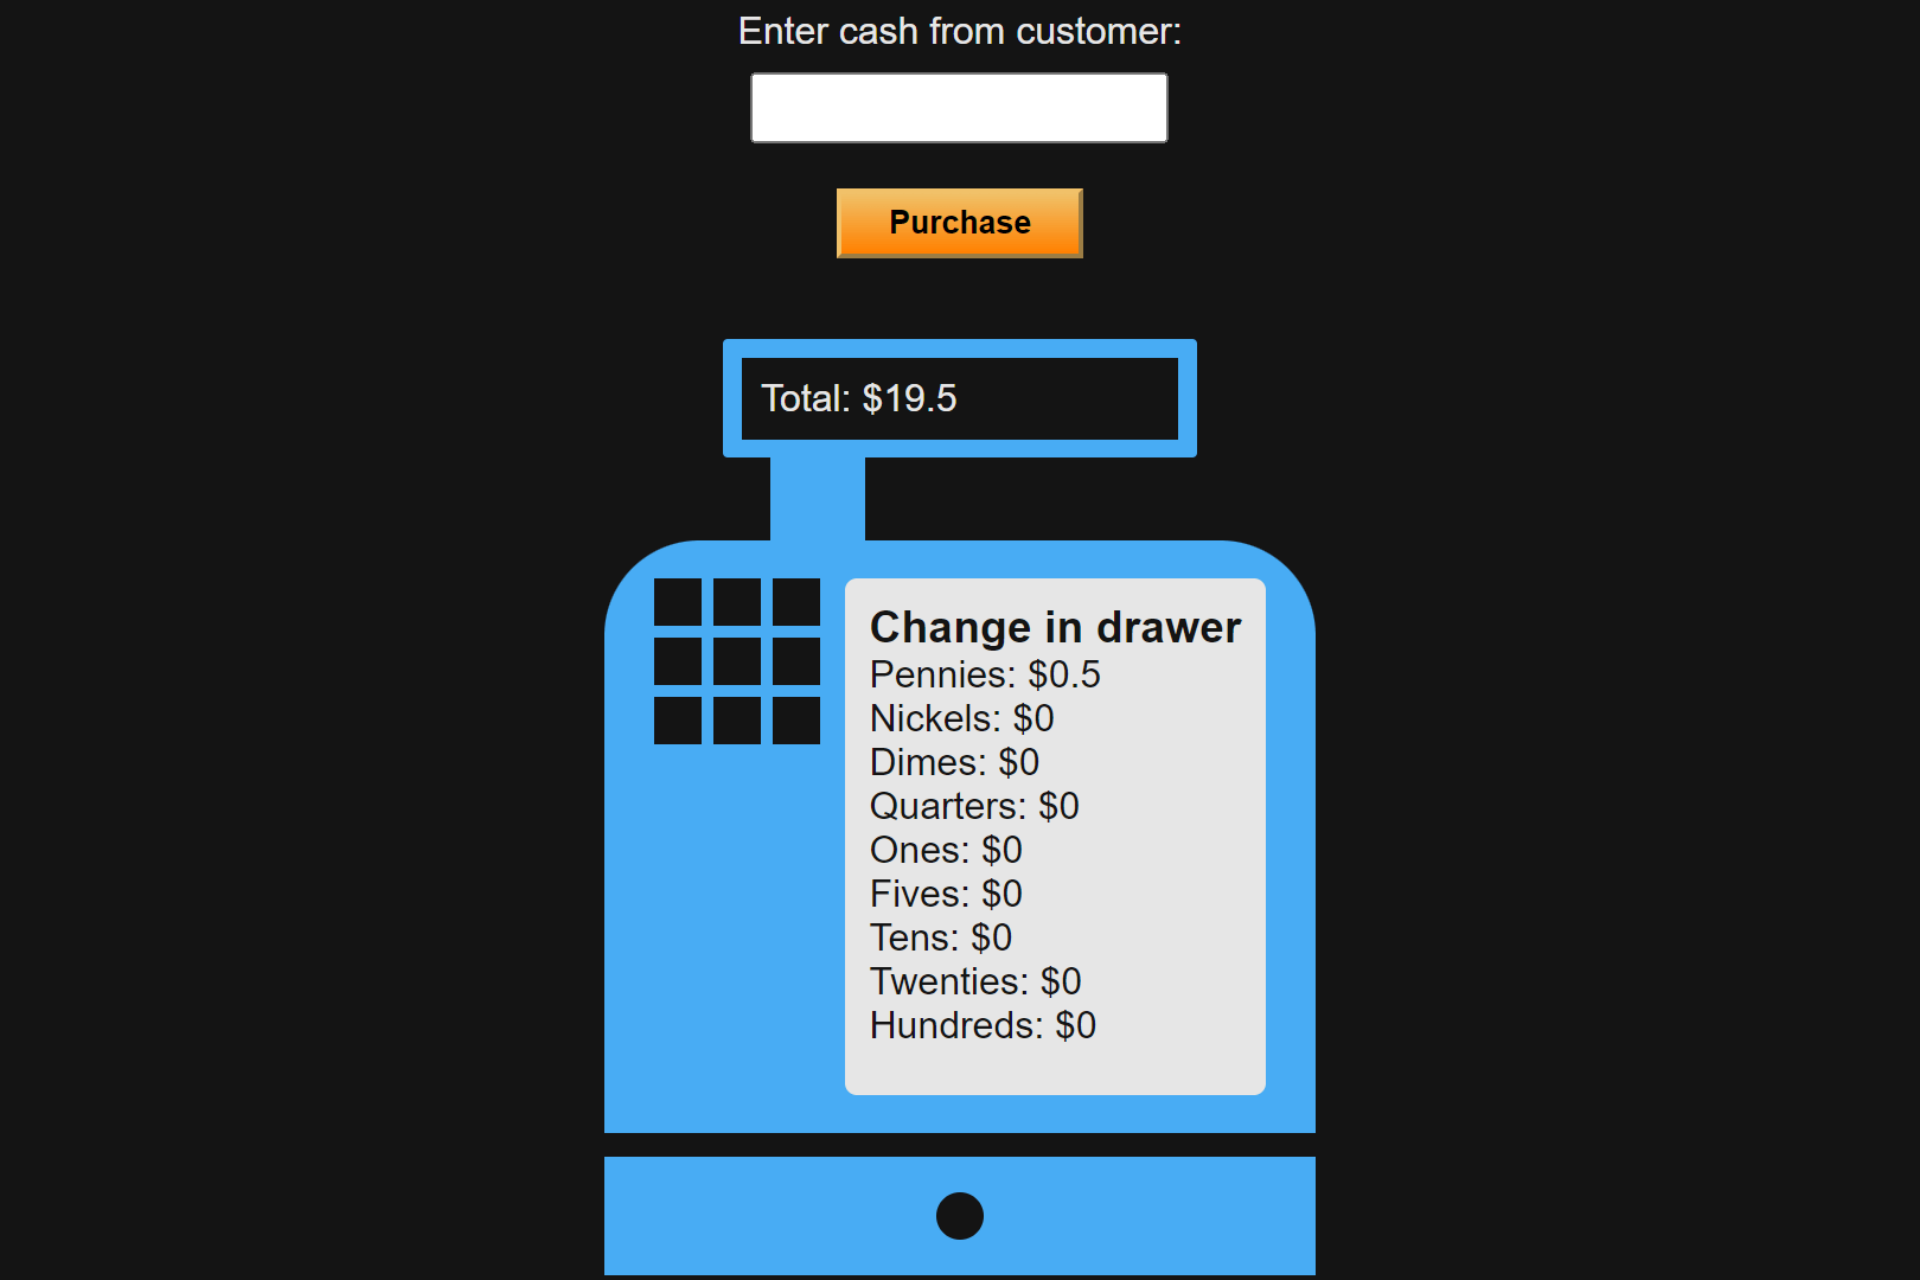 Enter cash from customer:
Purchase
Total: $19.5
Change in drawer
Pennies: $0.5
Nickels: $0
Dimes: $0
Quarters: $0
Ones: $0
Fives: $0
Tens: $0
Twenties: $0
Hundreds: $0